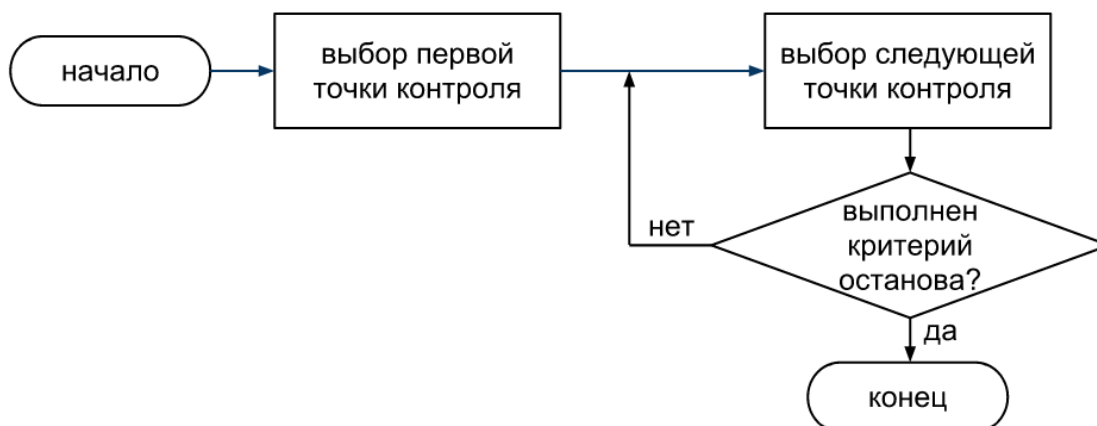 начало
выбор первой
точки контроля
выбор следующей
точки контроля
выполнен
критерий
останова?
нет
да
конец